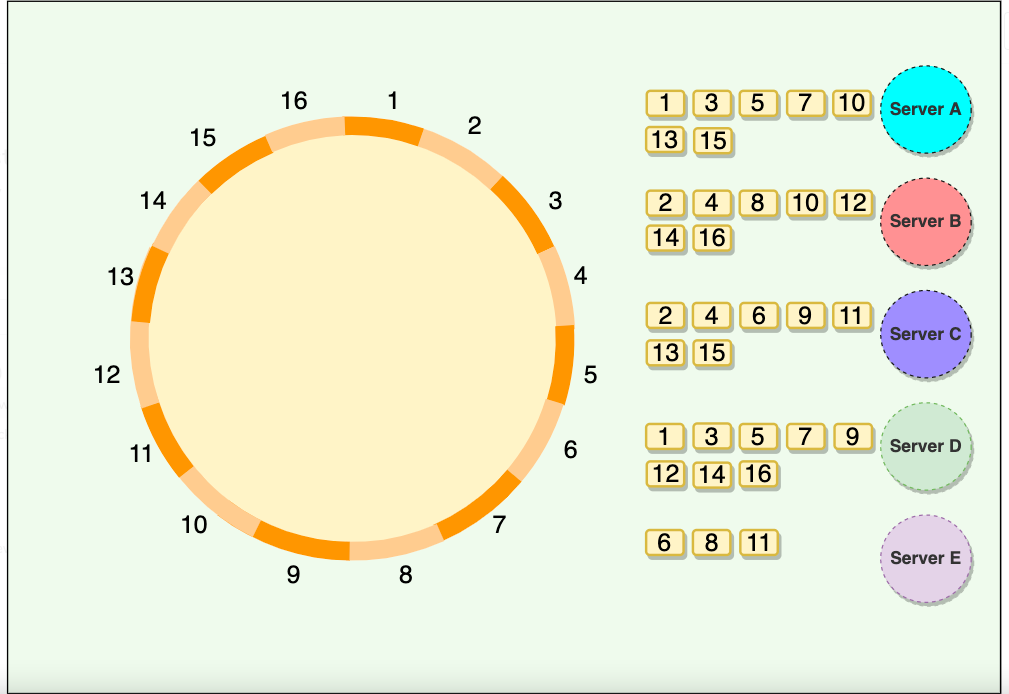 16 1
15 2
14 3
13 4
12 5
11 6
10 7
9 8
1 3 5 7 10 Server A
13 15
2 4 8 10 12 Server B
14 16
2 4 6 9 11 Server C
13 15
1 3 5 7 9 Server D
12 14 16
6 8 11 Server E